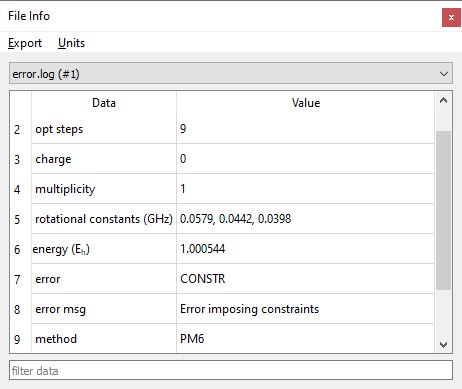 File Info
x
Export Units
error.log (#1)
Data Value
2 opt steps 9
3 charge 0
4 multiplicity 1
5 rotational constants (GHz) 0.0579, 0.0442, 0.0398
6 energy (Eₕ) 1.000544
7 error CONSTR
8 error msg Error imposing constraints
9 method PM6
filter data